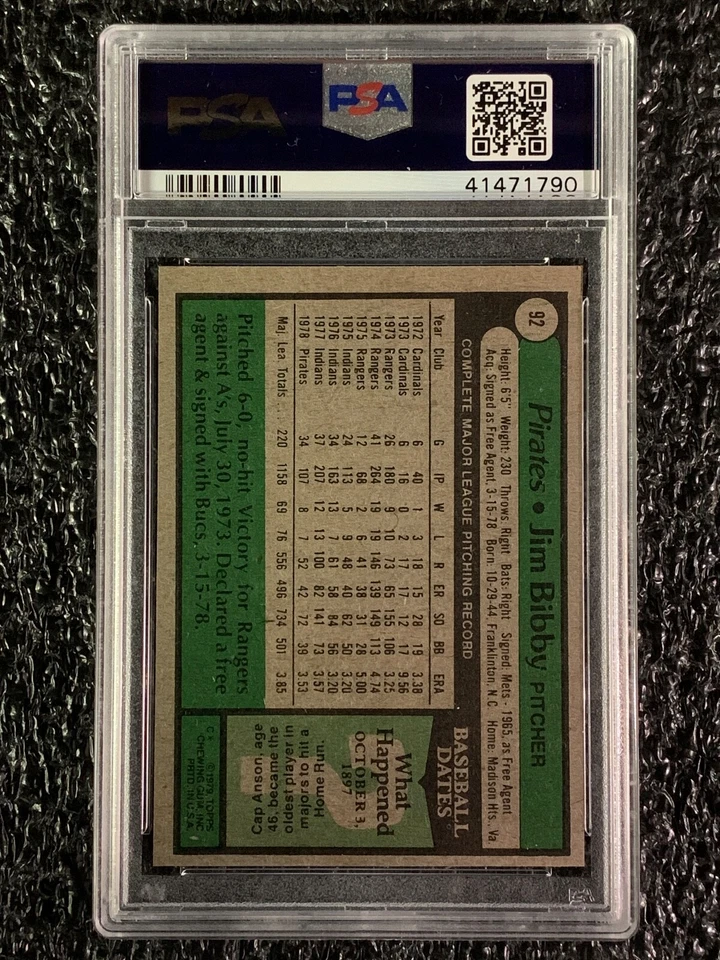 PSA
PSA
41471790
92
Pirates • Jim Bibby PITCHER
Height: 6'5" Weight: 230 Throws: Right Bats: Right Signed: Mets - 1965, as Free Agent
Acq. Signed as Free Agent, 3-15-78 Born: 10-29-44, Franklinton, N.C Home: Madison Hts., Va
COMPLETE MAJOR LEAGUE PITCHING RECORD
Year Club G IP W L R ER SO BB ERA
1972 Cardinals 6 40 1 3 18 15 28 19 3.38
1973 Cardinals 6 16 0 2 17 17 12 17 9.56
1973 Rangers 26 180 9 10 73 65 155 106 3.25
1974 Rangers 41 264 19 19 146 139 149 113 4.74
1975 Rangers 12 68 2 6 41 38 31 28 5.00
1975 Indians 24 113 5 9 48 40 62 50 3.20
1976 Indians 34 163 13 7 61 58 84 56 3.20
1977 Indians 37 207 12 13 100 82 141 73 3.57
1978 Pirates 34 107 8 7 52 42 72 39 3.53
Maj. Lea. Totals 220 1158 69 76 556 496 734 501 3.85
Pitched 6-0, no-hit Victory for Rangers
against A's, July 30, 1973. Declared a free
agent & signed with Bucs, 3-15-78.
BASEBALL
DATES
What
Happened
OCTOBER 3,
1897?
Cap Anson, age
46, became the
oldest player in
majors to hit a
Home Run.
C* © 1979 TOPPS
CHEWING GUM, INC
PRTD. IN U.S.A.